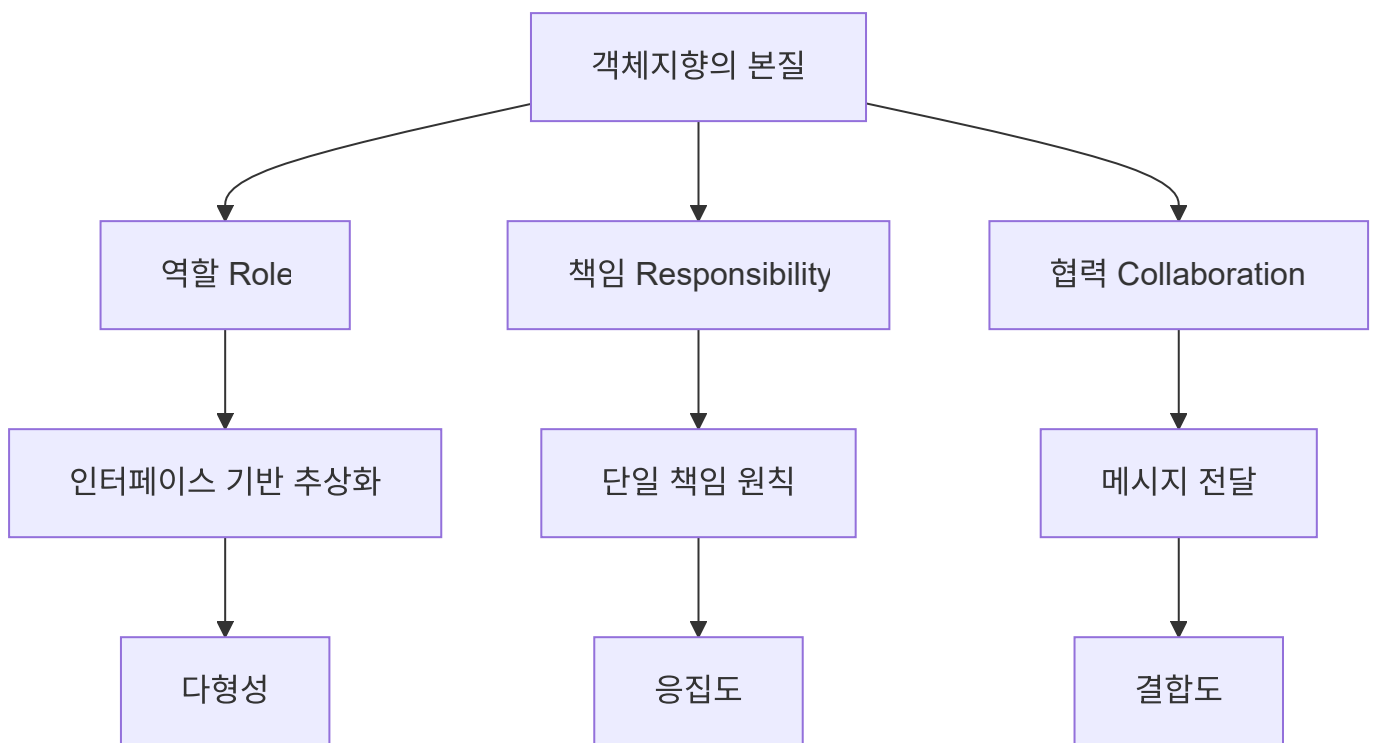 객체지향의 본질
역할 Role
책임 Responsibility
협력 Collaboration
인터페이스 기반 추상화
단일 책임 원칙
메시지 전달
다형성
응집도
결합도